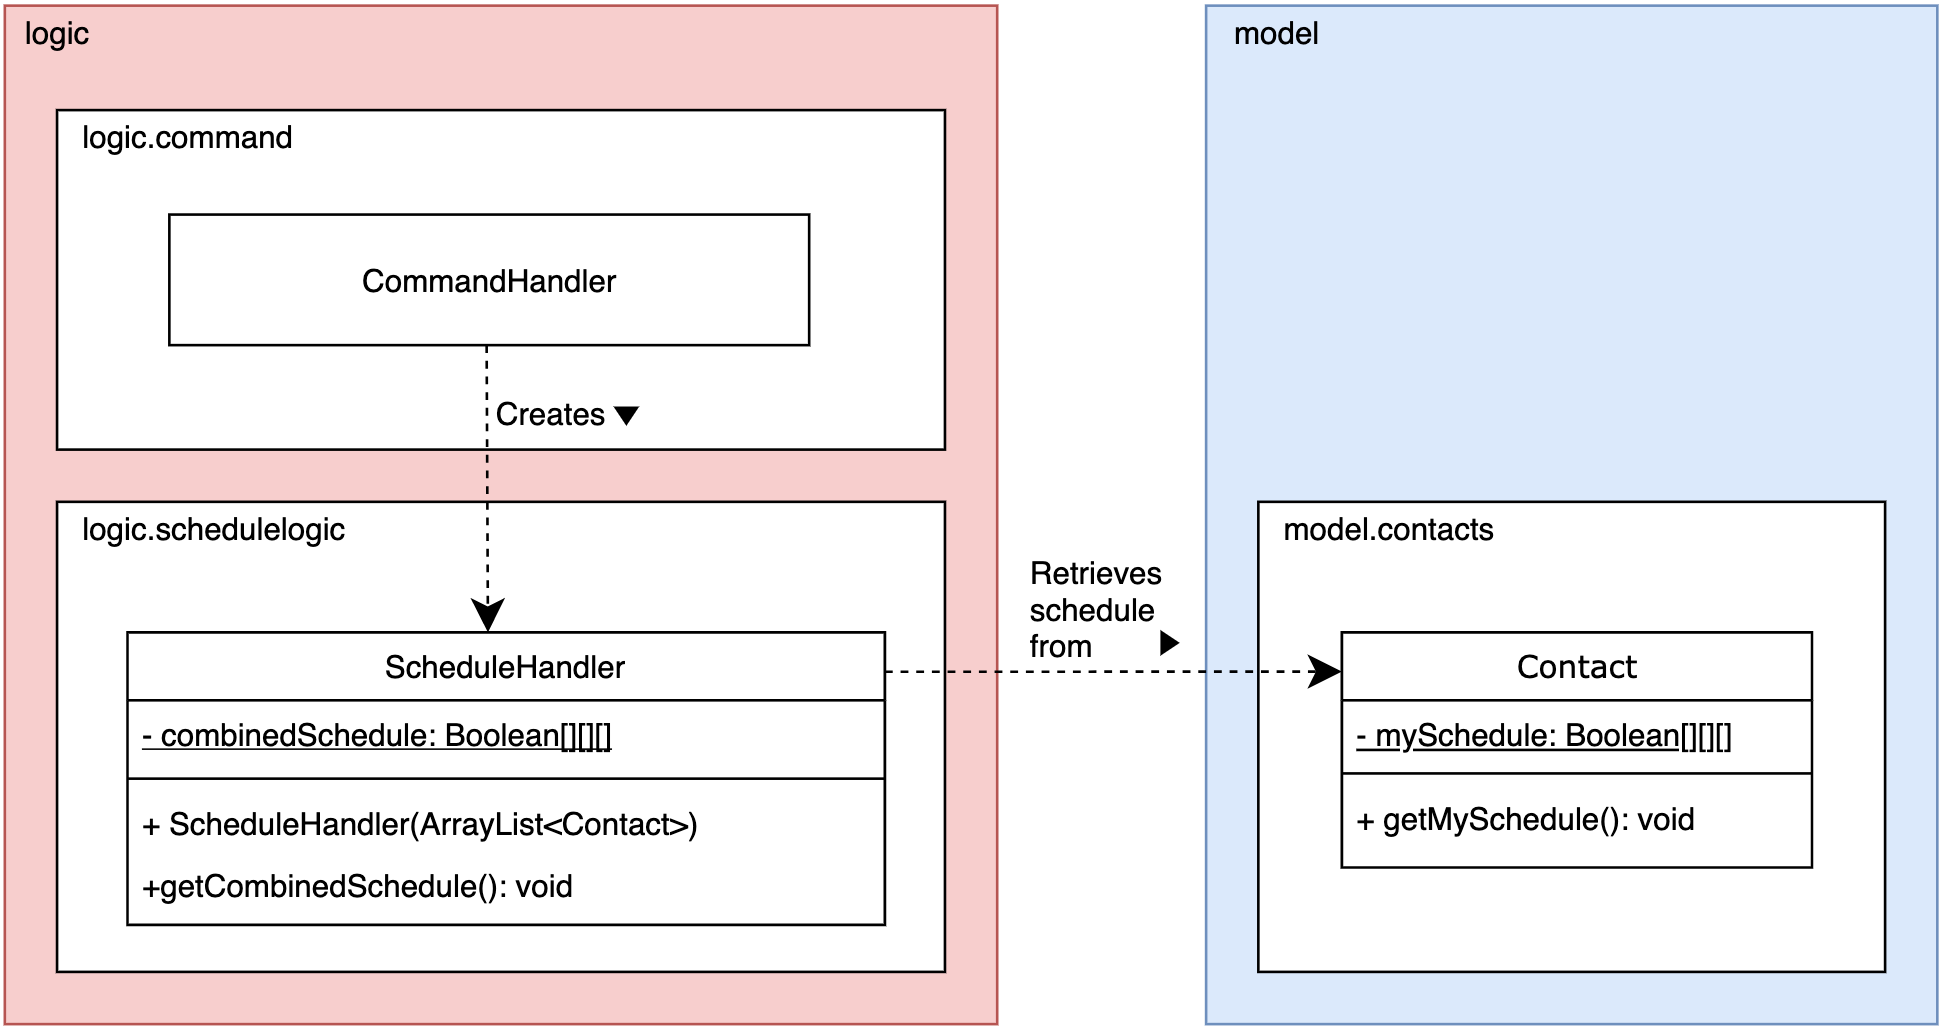 logic
logic.command
CommandHandler
Creates
logic.schedulelogic
ScheduleHandler
- combinedSchedule: Boolean[][][]
+ ScheduleHandler(ArrayList<Contact>)
+getCombinedSchedule(): void
Retrieves
schedule
from
model
model.contacts
Contact
- mySchedule: Boolean[][][]
+ getMySchedule(): void